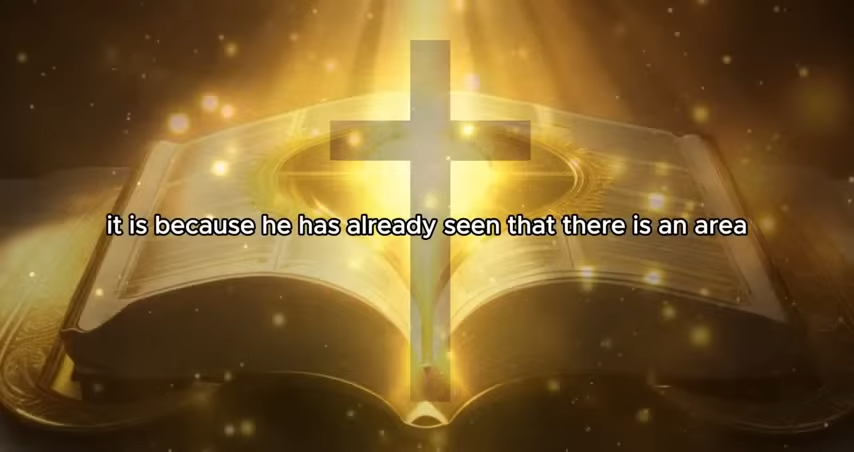 it is because he has already seen that there is an area